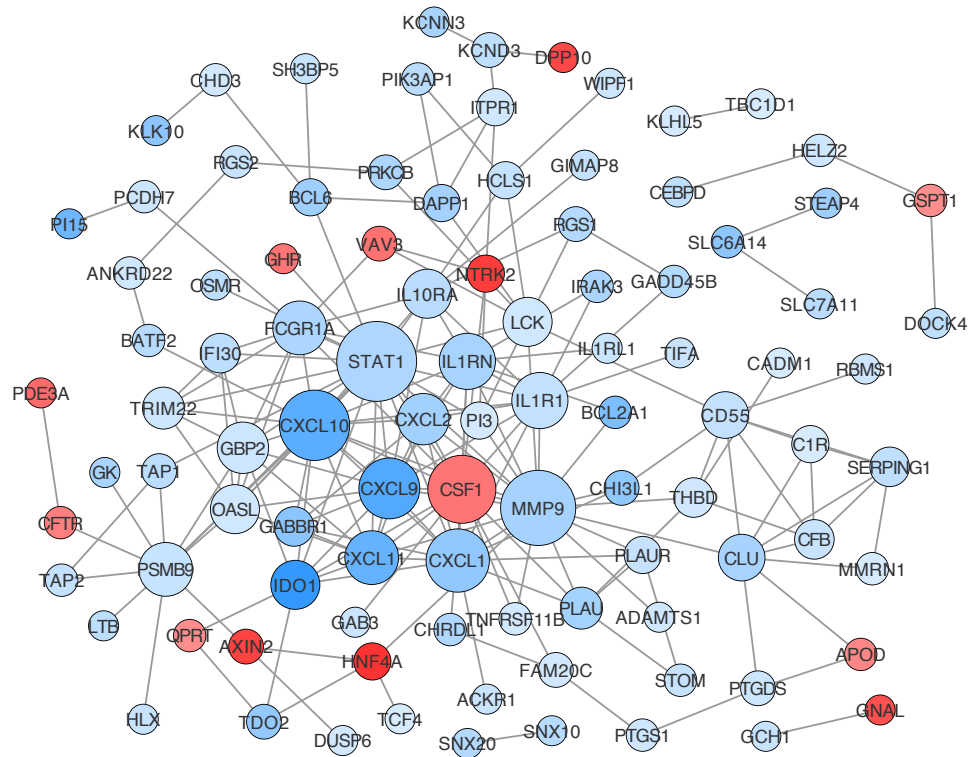 KCNN3
KCND3
DPP10
SH3BP5
CHD3
PIK3AP1
WIPF1
ITPR1
TBC1D1
KLHL5
KLK10
HELZ2
RGS2
PRKCB
GIMAP8
HCLS1
CEBPD
PCDH7
BCL6
DAPP1
STEAP4
GSPT1
PI15
RGS1
SLC6A14
VAV3
GHR
NTRK2
ANKRD22
OSMR
IL10RA
IRAK3
GADD45B
SLC7A11
FCGR1A
LCK
DOCK4
BATF2
IFI30
STAT1
IL1RN
IL1RL1
TIFA
CADM1
RBMS1
PDE3A
TRIM22
CXCL10
CXCL2
PI3
IL1R1
BCL2A1
CD55
GBP2
C1R
SERPING1
GK
TAP1
CXCL9
CSF1
CHI3L1
THBD
OASL
MMP9
CFTR
GABBR1
CFB
PSMB9
CXCL11
CXCL1
PLAUR
CLU
MMRN1
TAP2
IDO1
PLAU
LTB
GAB3
TNFRSF11B
ADAMTS1
QPRT
CHRDL1
AXIN2
HNF4A
APOD
FAM20C
STOM
PTGDS
ACKR1
HLX
TDO2
TCF4
GNAL
DUSP6
SNX20
SNX10
PTGS1
GCH1